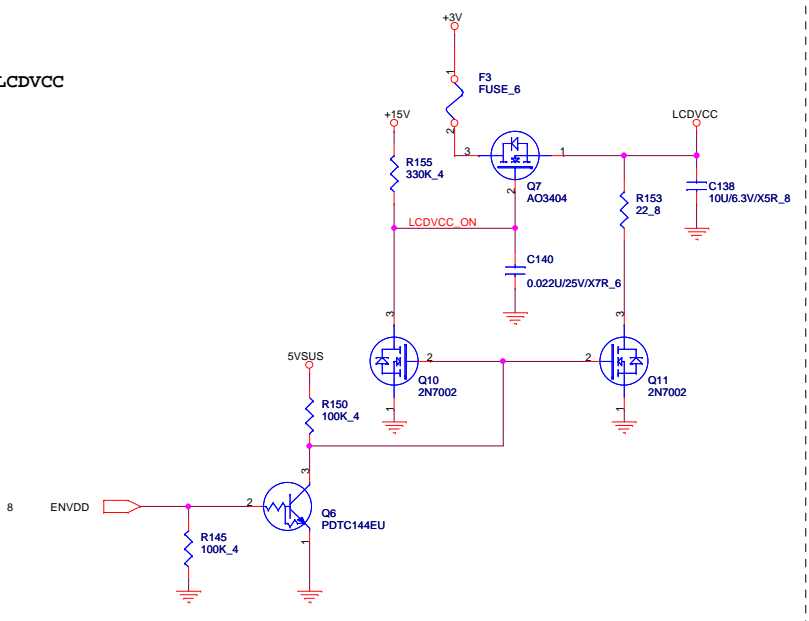 +3V
1
F3
FUSE_6
LCDVCC
+15V
LCDVCC
2
3
1
R155
330K_4
Q7
AO3404
2
C138
10U/6.3V/X5R_8
R153
22_8
LCDVCC_ON
C140
0.022U/25V/X7R_6
3
3
5VSUS
2
2
Q10
2N7002
Q11
2N7002
R150
100K_4
1
1
3
8
ENVDD
2
Q6
PDTC144EU
R145
100K_4
1